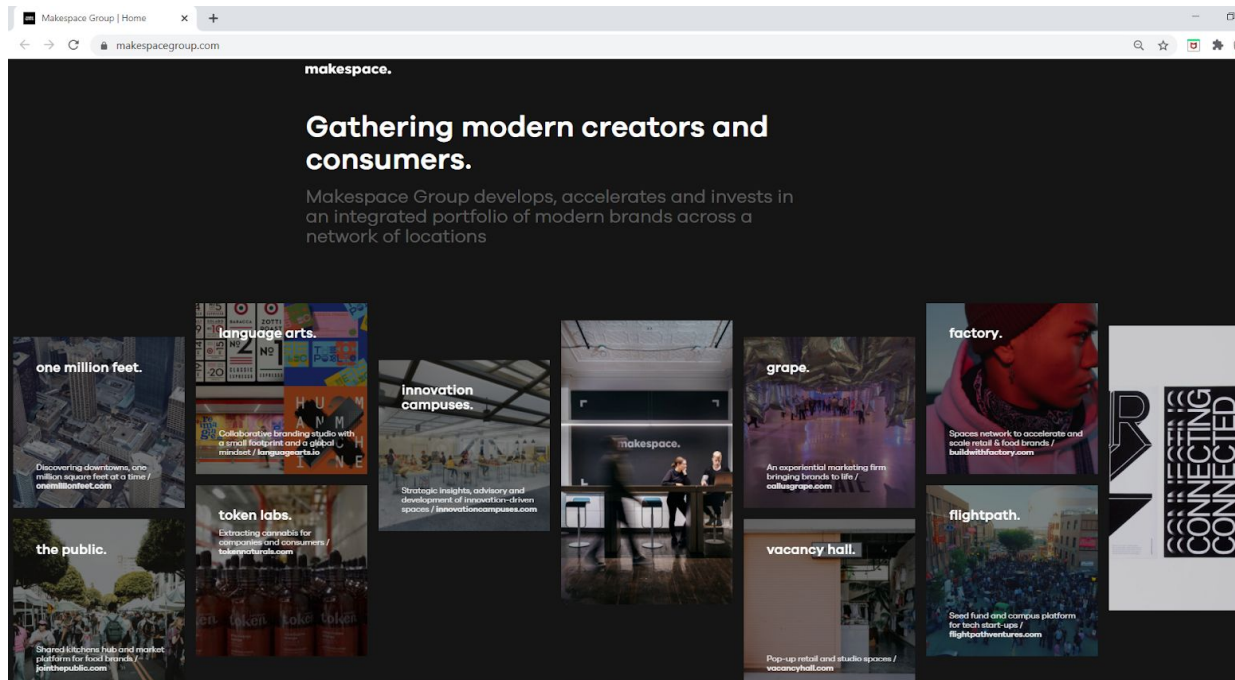 Makespace Group | Home
makespacegroup.com
makespace.
Gathering modern creators and
consumers.
Makespace Group develops, accelerates and invests in
an integrated portfolio of modern brands across a
network of locations
one million feet.
Discovering downtowns, one
million square feet at a time /
onemillionfeet.com
the public.
Shared kitchens hub and market
platform for food brands /
jointhepublic.com
language arts.
Collaborative branding studio with
a small footprint and a global
mindset / languagearts.io
token labs.
Extracting cannabis for
companies and consumers /
tokennaturals.com
token token token
innovation
campuses.
Strategic insights, advisory and
development of innovation-driven
spaces / innovationcampuses.com
makespace.
grape.
An experiential marketing firm
bringing brands to life /
callusgrape.com
vacancy hall.
Pop-up retail and studio spaces /
vacancyhall.com
factory.
Spaces network to accelerate and
scale retail & food brands /
buildwithfactory.com
flightpath.
Seed fund and campus platform
for tech start-ups /
flightpathventures.com
CONNECTING
CONNECTED